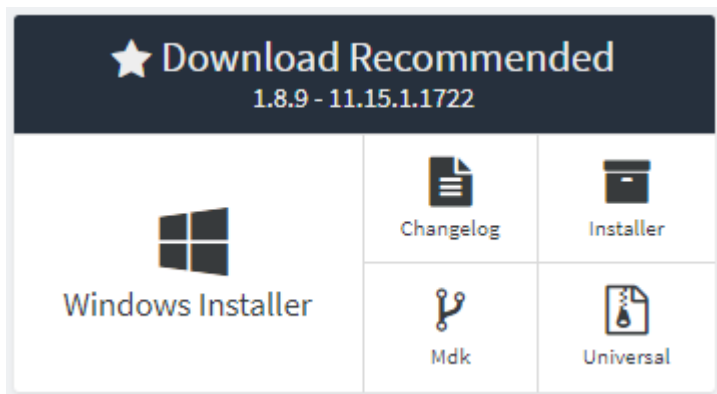 Download Recommended
1.8.9 - 11.15.1.1722
Windows Installer
Changelog
Installer
Mdk
Universal